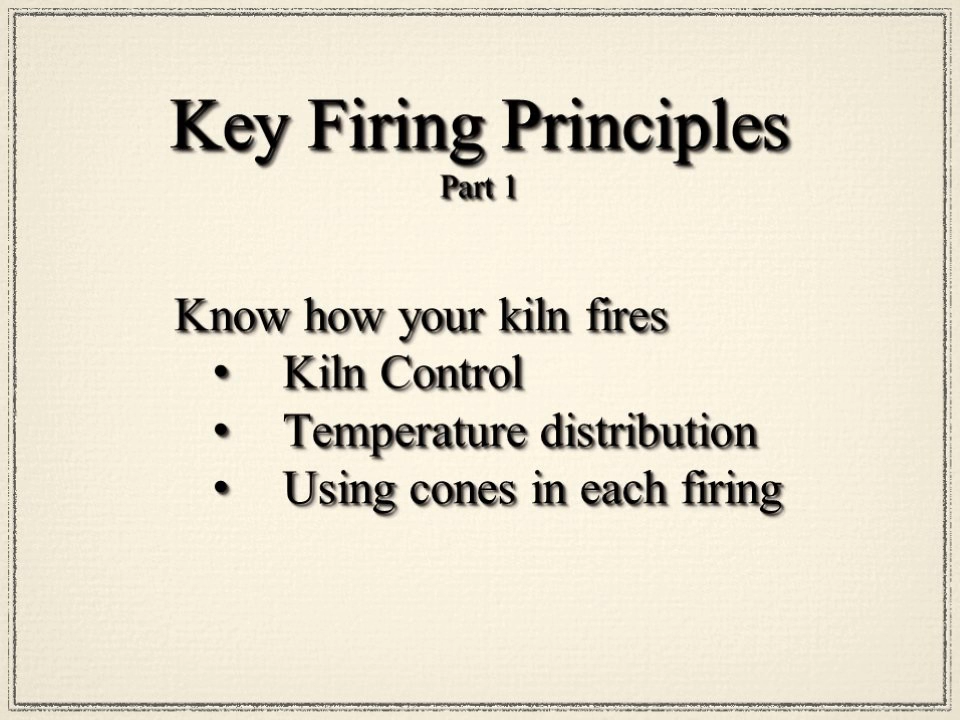 Key Firing Principles
Part 1
Know how your kiln fires
• Kiln Control
• Temperature distribution
• Using cones in each firing